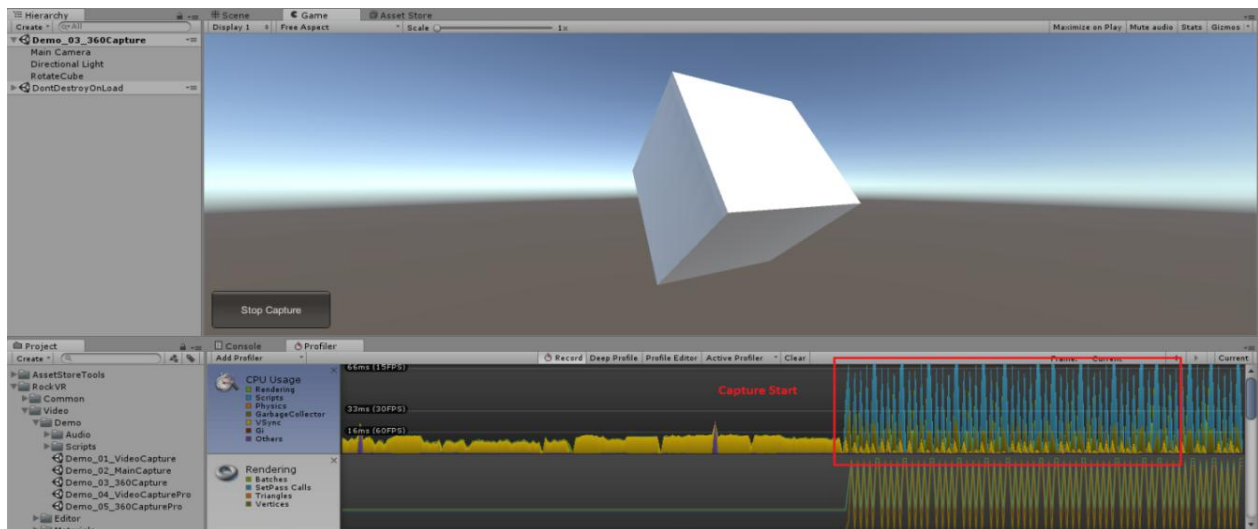 Hierarchy
Create
All
Demo_03_360Capture
Main Camera
Directional Light
RotateCube
DontDestroyOnLoad
Scene
Game
Asset Store
Display 1
Free Aspect
Scale
1x
Maximize on Play
Mute audio
Stats
Gizmos
Stop Capture
Project
Create
AssetStoreTools
RockVR
Common
Video
Demo
Audio
Scripts
Demo_01_VideoCapture
Demo_02_MainCapture
Demo_03_360Capture
Demo_04_VideoCapturePro
Demo_05_360CapturePro
Editor
Materials
Console
Profiler
Add Profiler
Record
Deep Profile
Profile Editor
Active Profiler
Clear
Frame:
Current
Current
CPU Usage
Rendering
Scripts
Physics
GarbageCollector
VSync
Gi
Others
66ms (15FPS)
33ms (30FPS)
16ms (60FPS)
Capture Start
Rendering
Batches
SetPass Calls
Triangles
Vertices